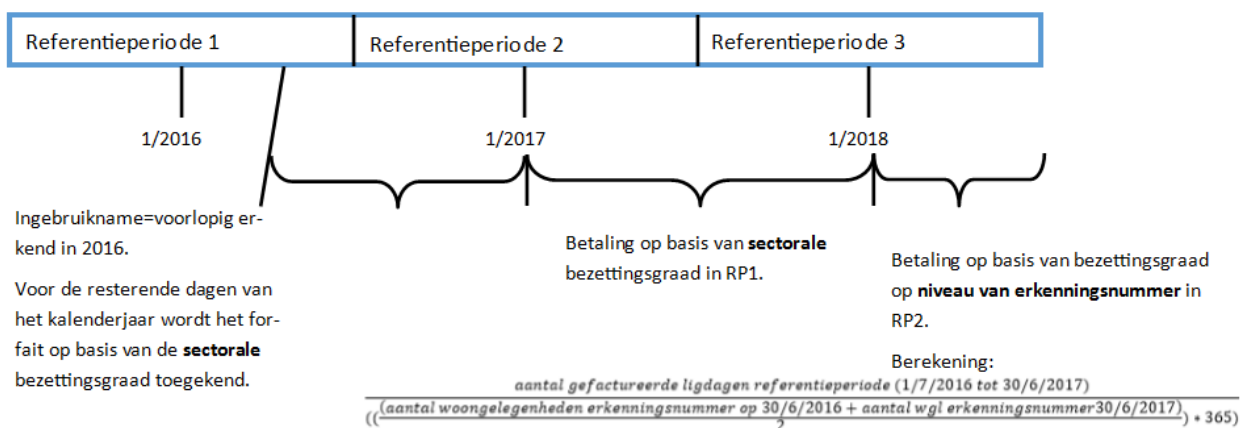 Referentieperiode 1
Referentieperiode 2
Referentieperiode 3
1/2016
1/2017
1/2018
Ingebruikname=voorlopig er-
kend in 2016.
Voor de resterende dagen van
het kalenderjaar wordt het for-
fait op basis van de sectorale
bezettingsgraad toegekend.
Betaling op basis van sectorale
bezettingsgraad in RP1.
Betaling op basis van bezettingsgraad
op niveau van erkenningsnummer in
RP2.
Berekening:
aantal gefactureerde ligdagen referentieperiode (1/7/2016 tot 30/6/2017)
(((aantal woongelegenheden erkenningsnummer op 30/6/2016 + aantal wgl erkenningsnummer30/6/2017)
2
) * 365)